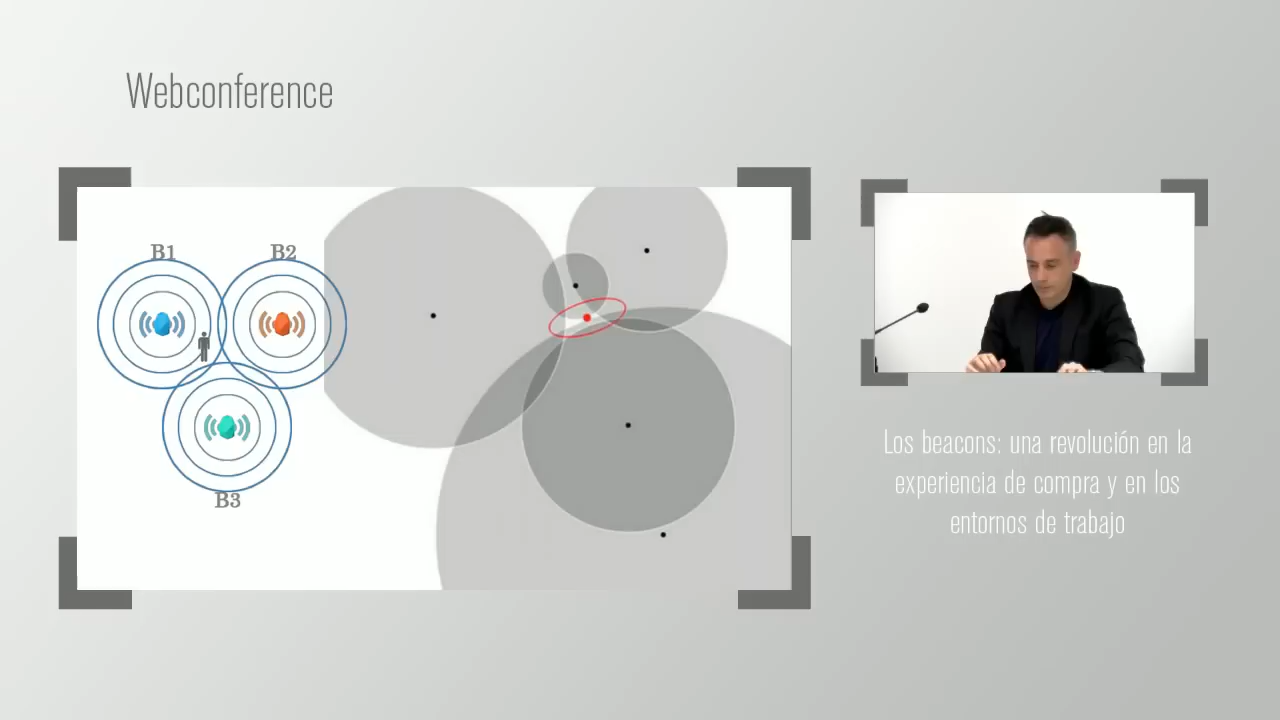 Webconference
B1
B2
B3
Los beacons: una revolución en la
experiencia de compra y en los
entornos de trabajo